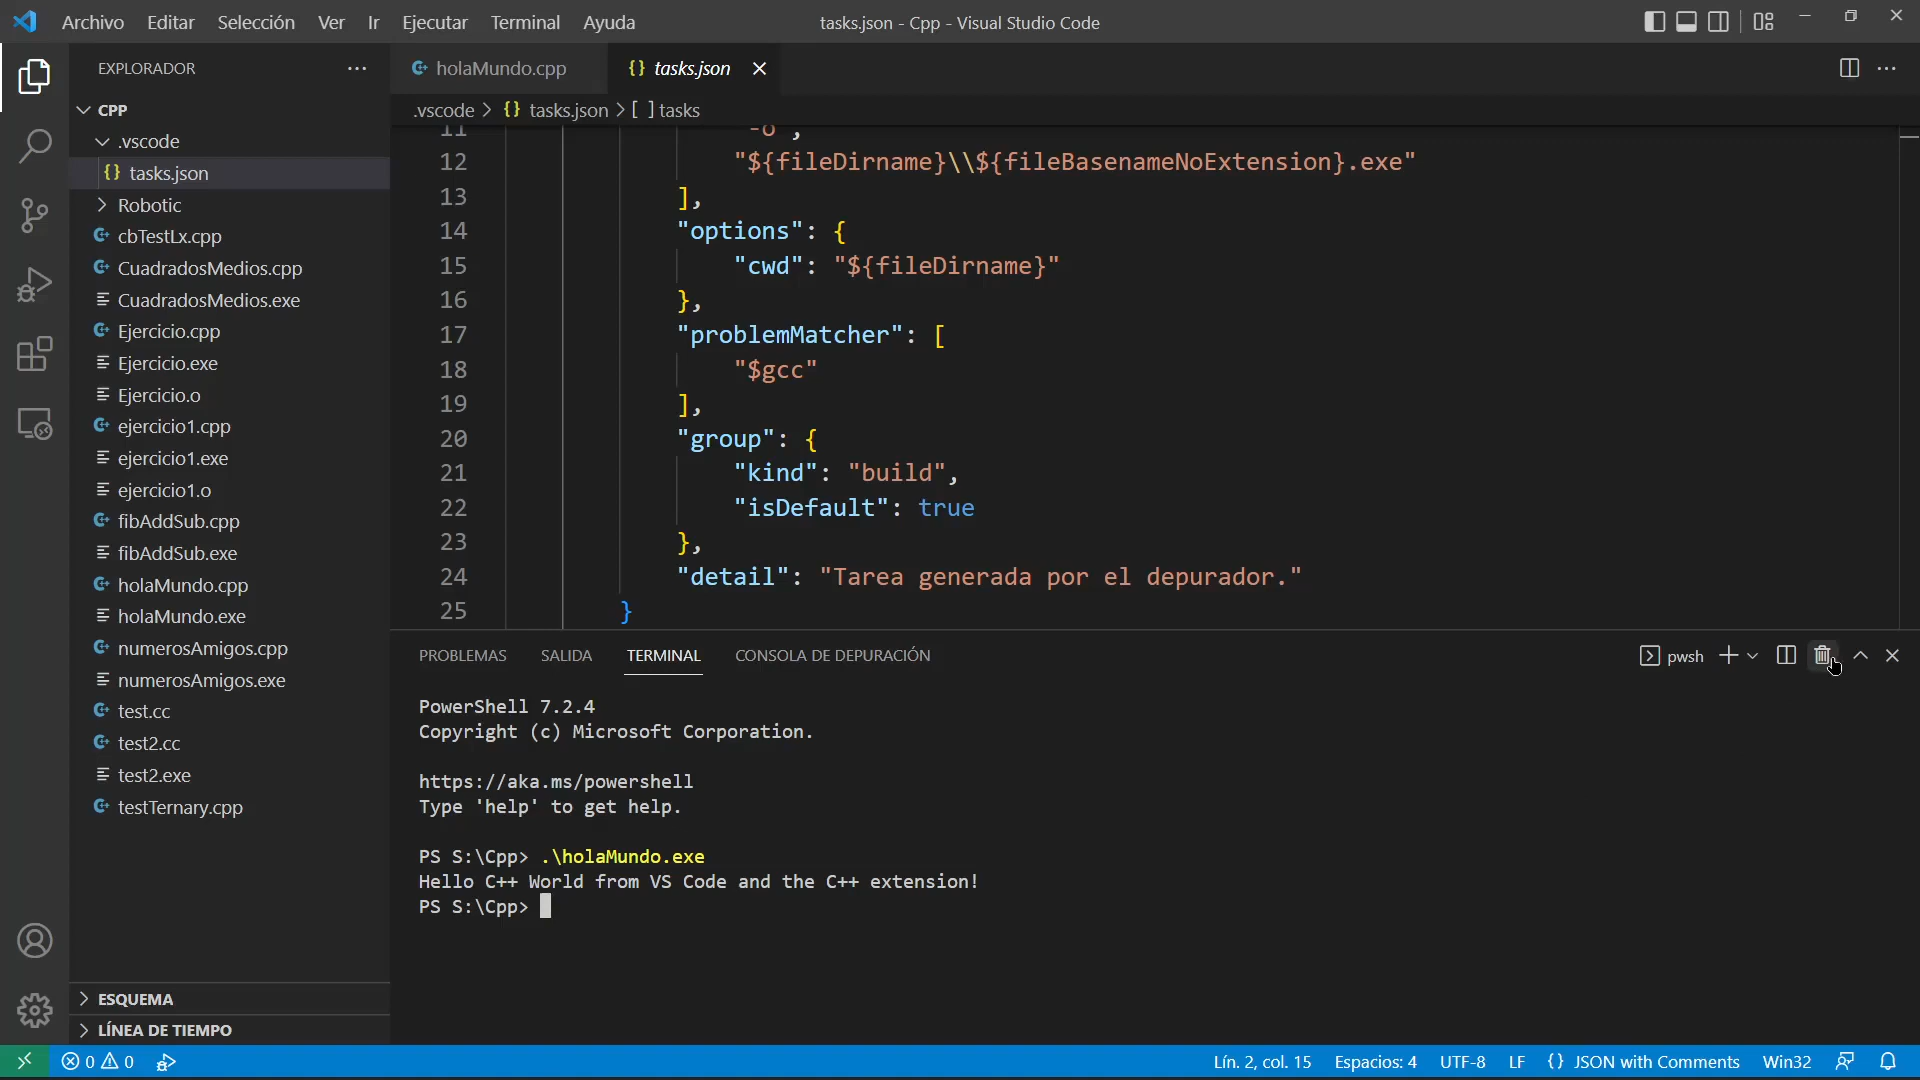 Archivo Editar Selección Ver Ir Ejecutar Terminal Ayuda
tasks.json - Cpp - Visual Studio Code
EXPLORADOR
CPP
.vscode
tasks.json
Robotic
cbTestLx.cpp
CuadradosMedios.cpp
CuadradosMedios.exe
Ejercicio.cpp
Ejercicio.exe
Ejercicio.o
ejercicio1.cpp
ejercicio1.exe
ejercicio1.o
fibAddSub.cpp
fibAddSub.exe
holaMundo.cpp
holaMundo.exe
numerosAmigos.cpp
numerosAmigos.exe
test.cc
test2.cc
test2.exe
testTernary.cpp
ESQUEMA
LÍNEA DE TIEMPO
holaMundo.cpp {} tasks.json
.vscode > {} tasks.json > [ ] tasks
11 -o ,
12 "${fileDirname}\\${fileBasenameNoExtension}.exe"
13 ],
14 "options": {
15 "cwd": "${fileDirname}"
16 },
17 "problemMatcher": [
18 "$gcc"
19 ],
20 "group": {
21 "kind": "build",
22 "isDefault": true
23 },
24 "detail": "Tarea generada por el depurador."
25 }
PROBLEMAS SALIDA TERMINAL CONSOLA DE DEPURACIÓN
pwsh
PowerShell 7.2.4
Copyright (c) Microsoft Corporation.
https://aka.ms/powershell
Type 'help' to get help.
PS S:\Cpp> .\holaMundo.exe
Hello C++ World from VS Code and the C++ extension!
PS S:\Cpp>
0 0
Lín. 2, col. 15 Espacios: 4 UTF-8 LF {} JSON with Comments Win32